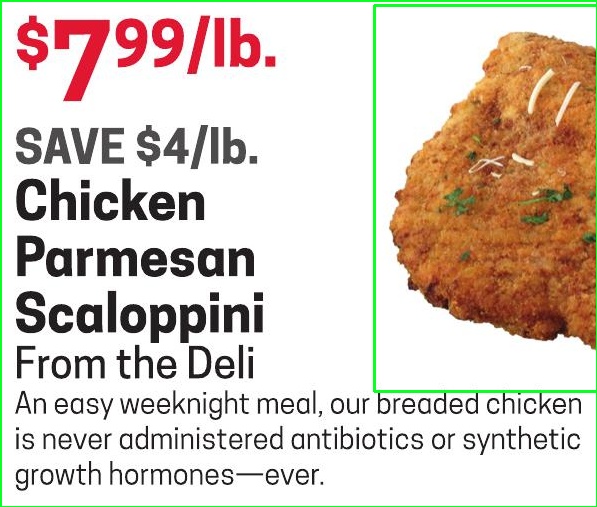 $7.99/lb.
SAVE $4/lb.
Chicken
Parmesan
Scaloppini
From the Deli
An easy weeknight meal, our breaded chicken
is never administered antibiotics or synthetic
growth hormones—ever.